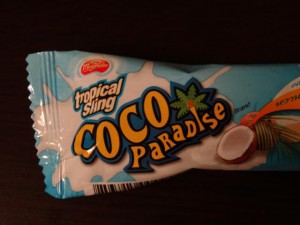 tropical
sling
COCO
PARADISE